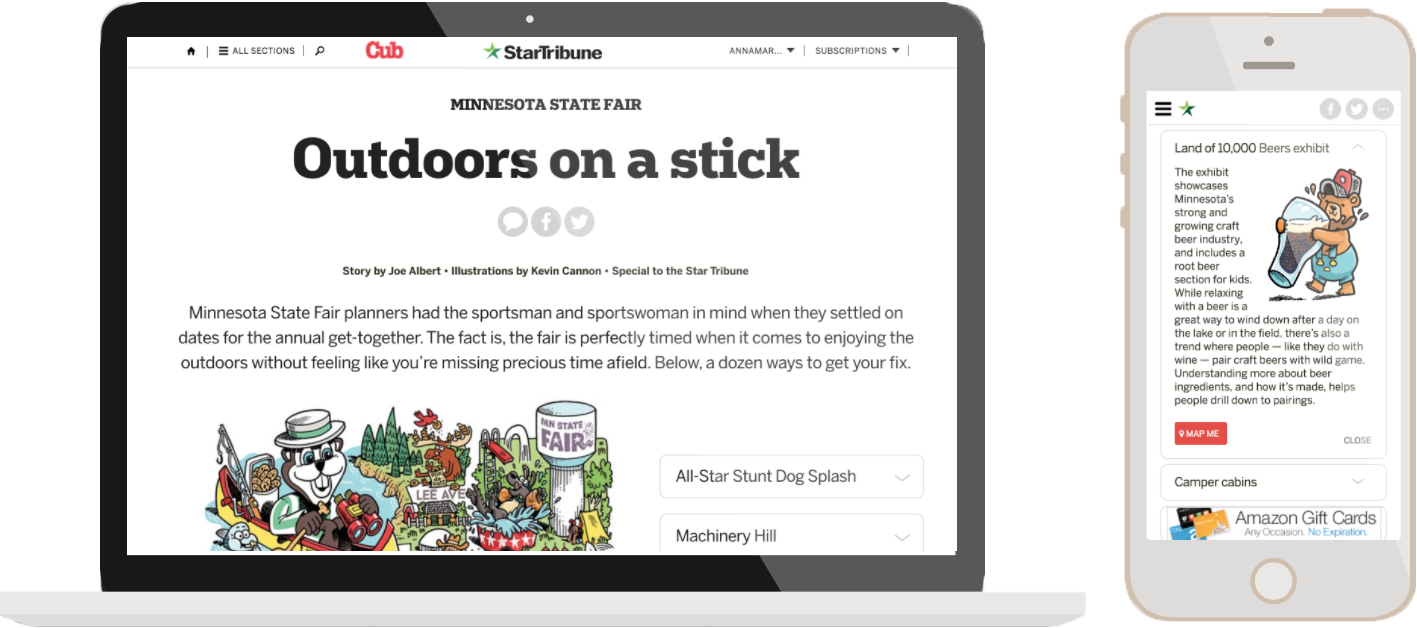 ALL SECTIONS
Cub
StarTribune
ANNAMAR...
SUBSCRIPTIONS
MINNESOTA STATE FAIR
Outdoors on a stick
Story by Joe Albert • Illustrations by Kevin Cannon • Special to the Star Tribune
Minnesota State Fair planners had the sportsman and sportswoman in mind when they settled on
dates for the annual get-together. The fact is, the fair is perfectly timed when it comes to enjoying the
outdoors without feeling like you're missing precious time afield. Below, a dozen ways to get your fix.
MN STATE
FAIR
LEE AVE
All-Star Stunt Dog Splash
Machinery Hill
Land of 10,000 Beers exhibit
The exhibit
showcases
Minnesota's
strong and
growing craft
beer industry,
and includes a
root beer
section for kids.
While relaxing
with a beer is a
great way to wind down after a day on
the lake or in the field, there's also a
trend where people — like they do with
wine — pair craft beers with wild game.
Understanding more about beer
ingredients, and how it's made, helps
people drill down to pairings.
MAP ME
CLOSE
Camper cabins
Amazon Gift Cards
Any Occasion. No Expiration.